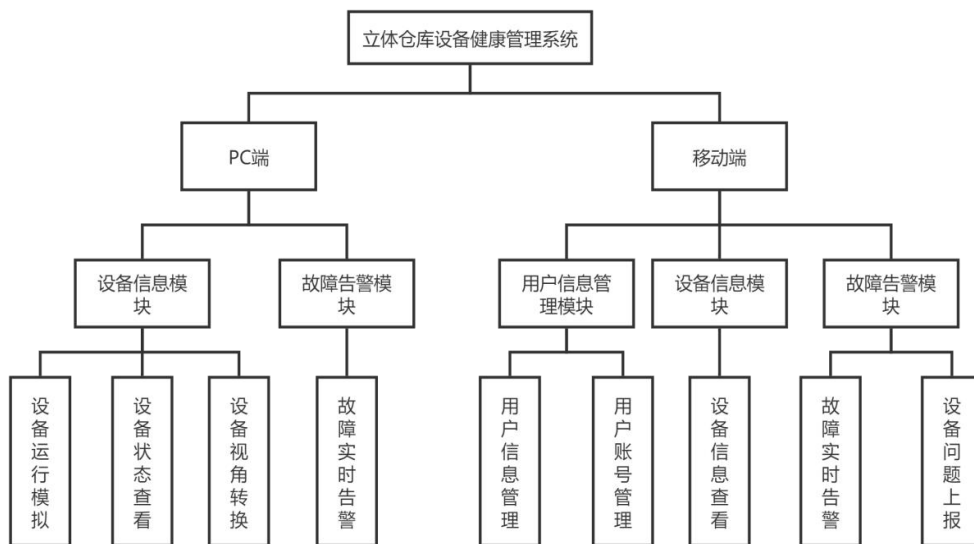 立体仓库设备健康管理系统
PC端
移动端
设备信息模
块
故障告警模
块
用户信息管
理模块
设备信息模
块
故障告警模
块
设备运行模拟
设备状态查看
设备视角转换
故障实时告警
用户信息管理
用户账号管理
设备信息查看
故障实时告警
设备问题上报